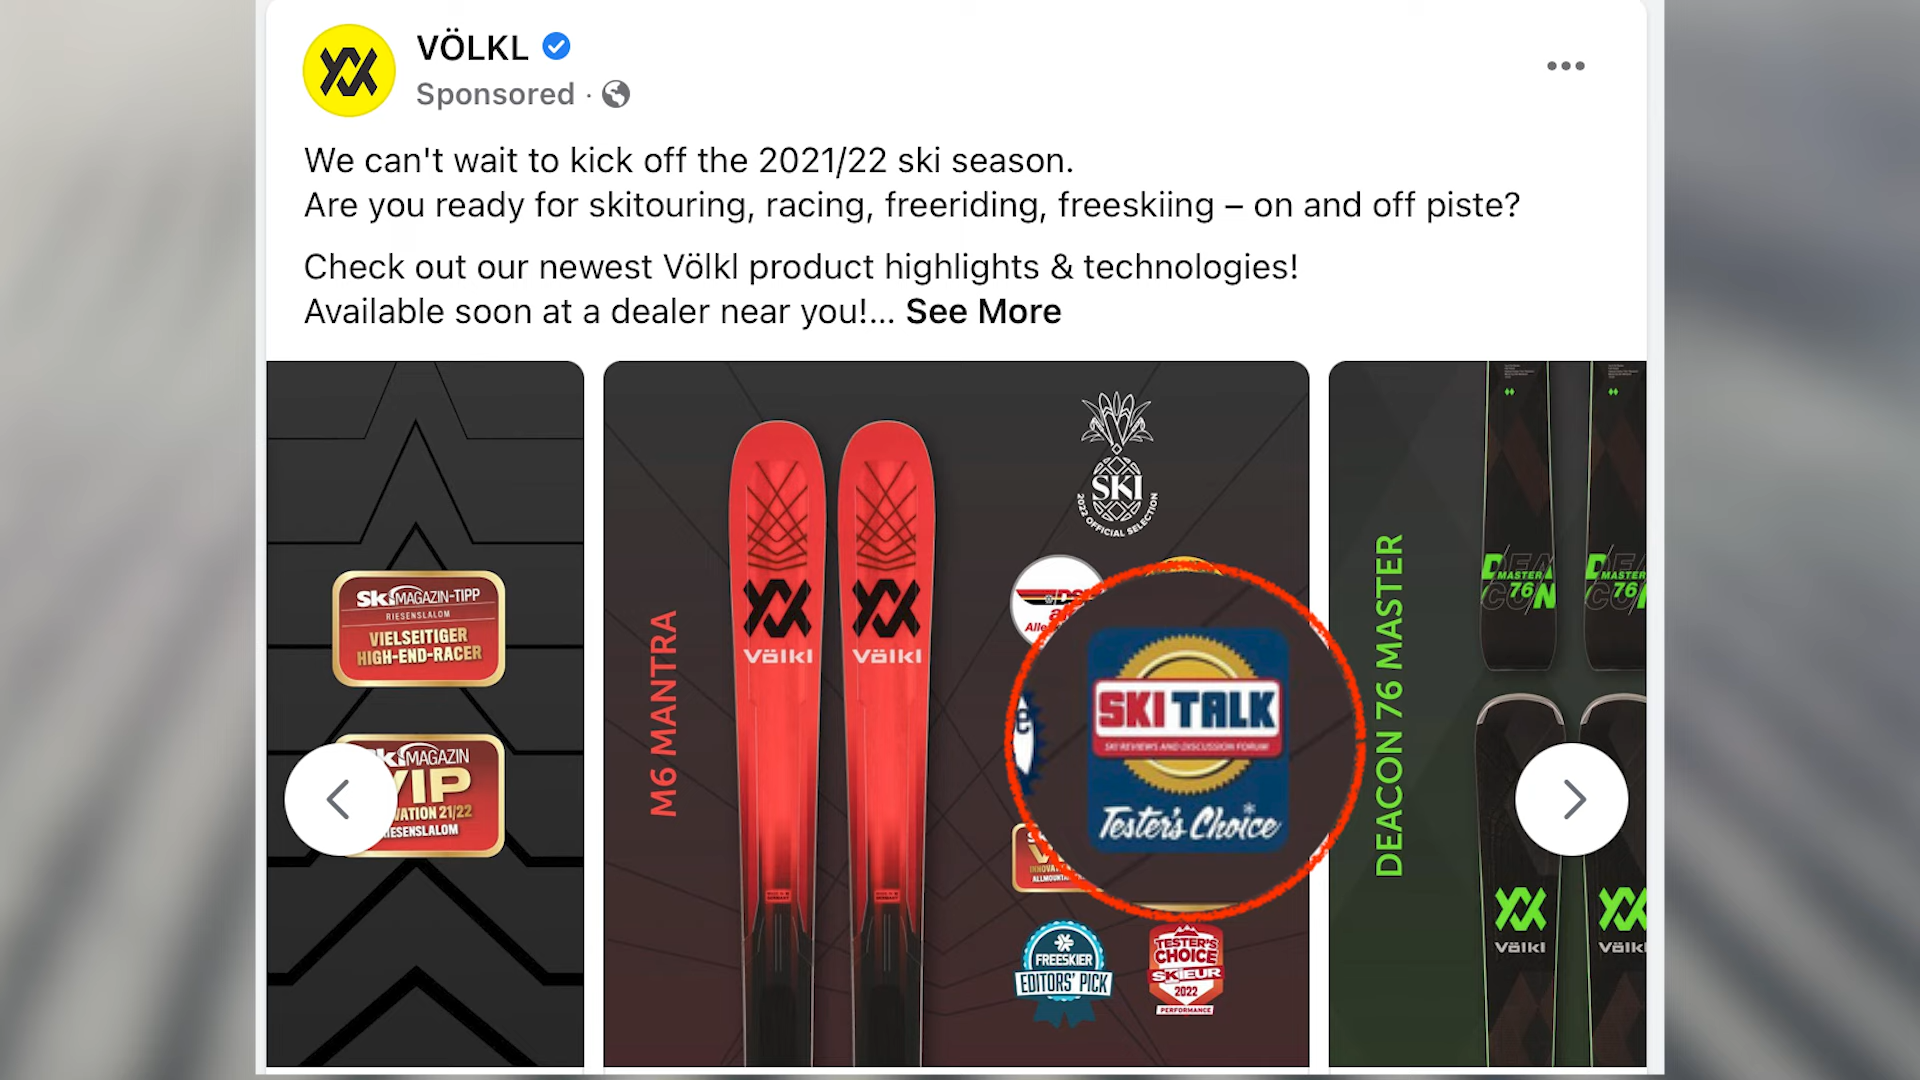 VÖLKL
Sponsored ·
We can't wait to kick off the 2021/22 ski season.
Are you ready for skitouring, racing, freeriding, freeskiing – on and off piste?
Check out our newest Völkl product highlights & technologies!
Available soon at a dealer near you!... See More
SkiMAGAZIN-TIPP
RIESENSLALOM
VIELSEITIGER
HIGH-END-RACER
MAGAZIN
VIP
21/22
M6 MANTRA
Völkl
Völkl
SKI
2022 OFFICIAL SELECTION
SKI TALK
SKI REVIEWS AND DISCUSSION FORUM
Tester's Choice
FREESKIER
EDITORS' PICK
TESTER'S
CHOICE
SKIEUR
2022
PERFORMANCE
DEACON 76 MASTER
DEACON
MASTER
76
MASTER
76
Völkl
Völkl